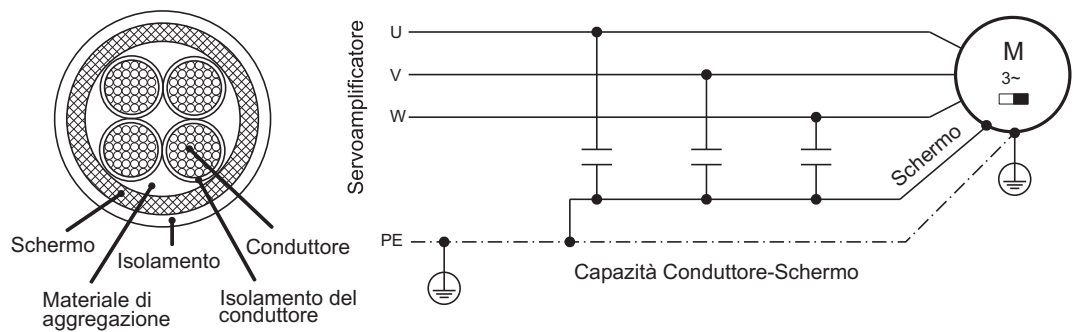 Schermo
Isolamento
Conduttore
Materiale di
aggregazione
Isolamento del
conduttore
Servoamplificatore
U
V
W
PE
M
3~
Schermo
Capazità Conduttore-Schermo